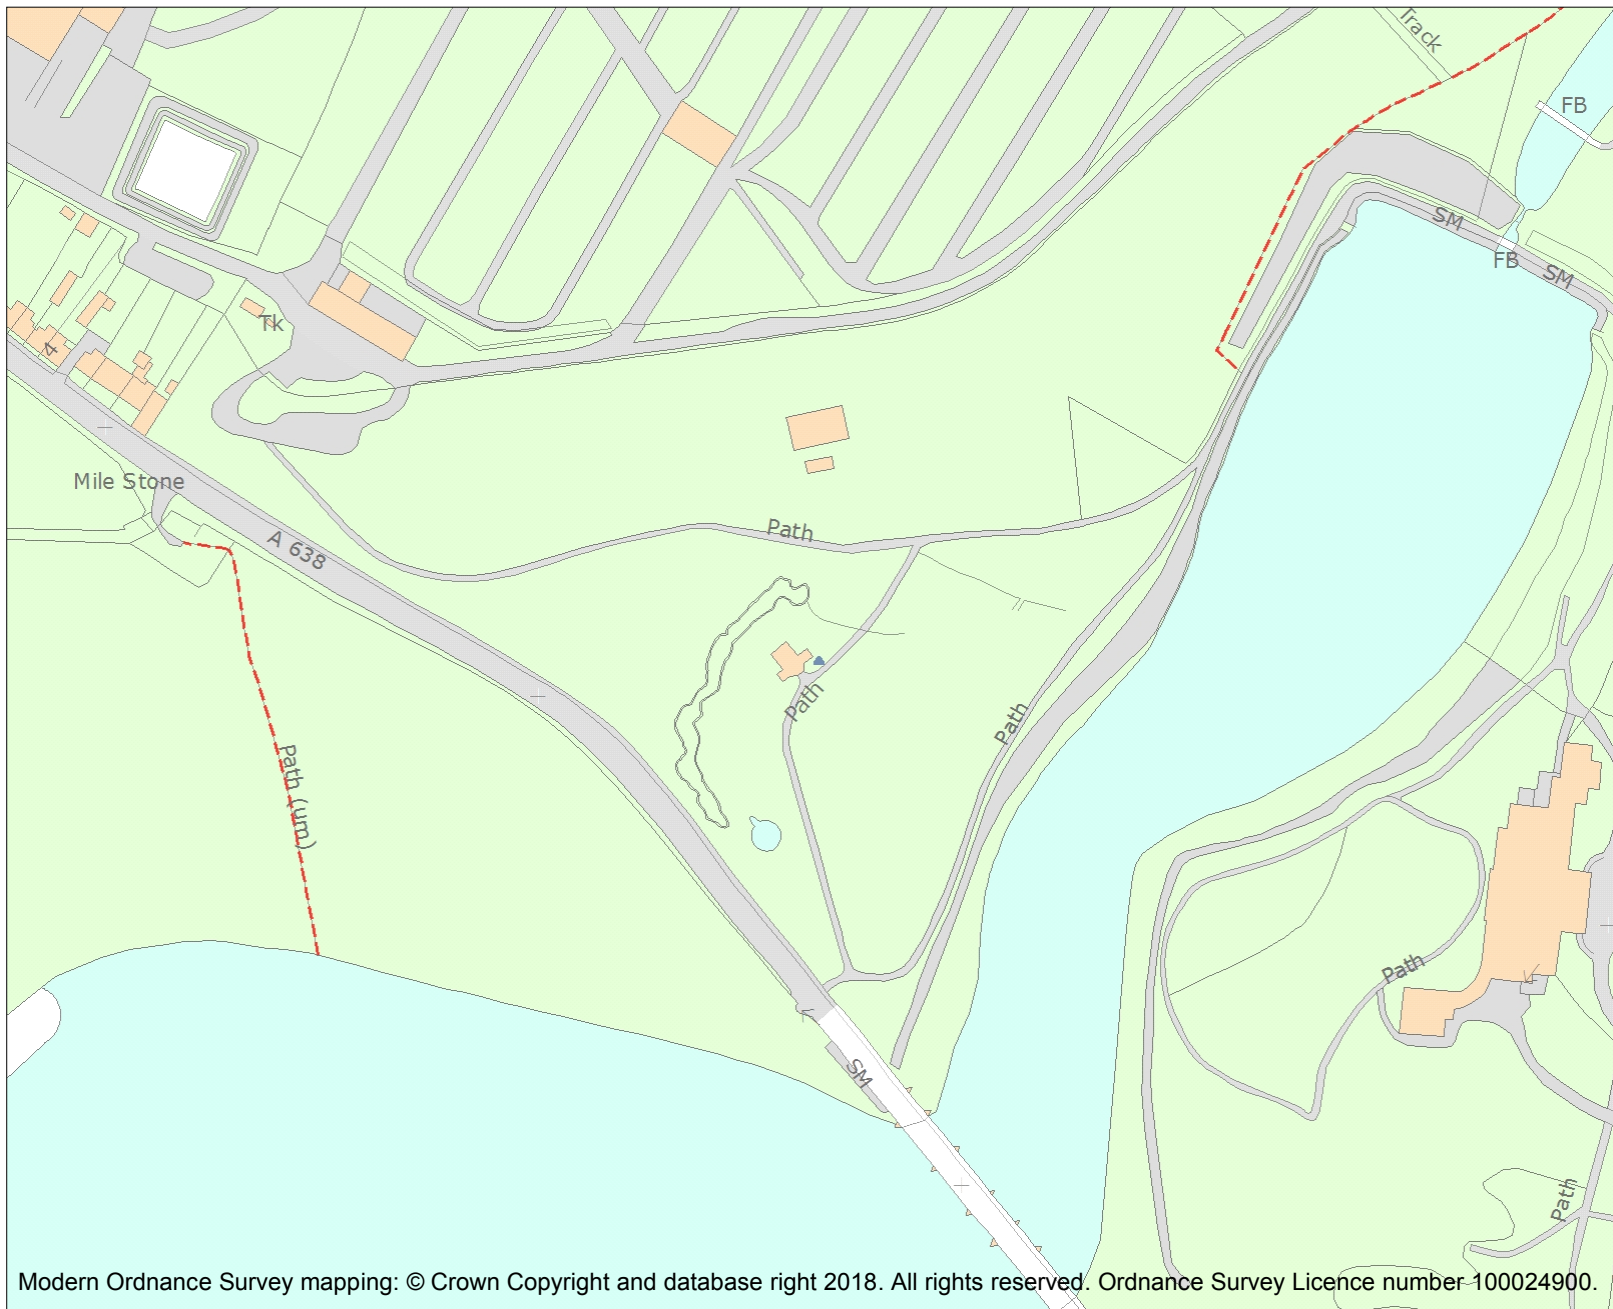 Track
FB
SM
FB
SM
Tk
4
Mile Stone
A 638
Path
Path
Path
Path (um)
Path
SM
Path
Modern Ordnance Survey mapping: © Crown Copyright and database right 2018. All rights reserved. Ordnance Survey Licence number 100024900.